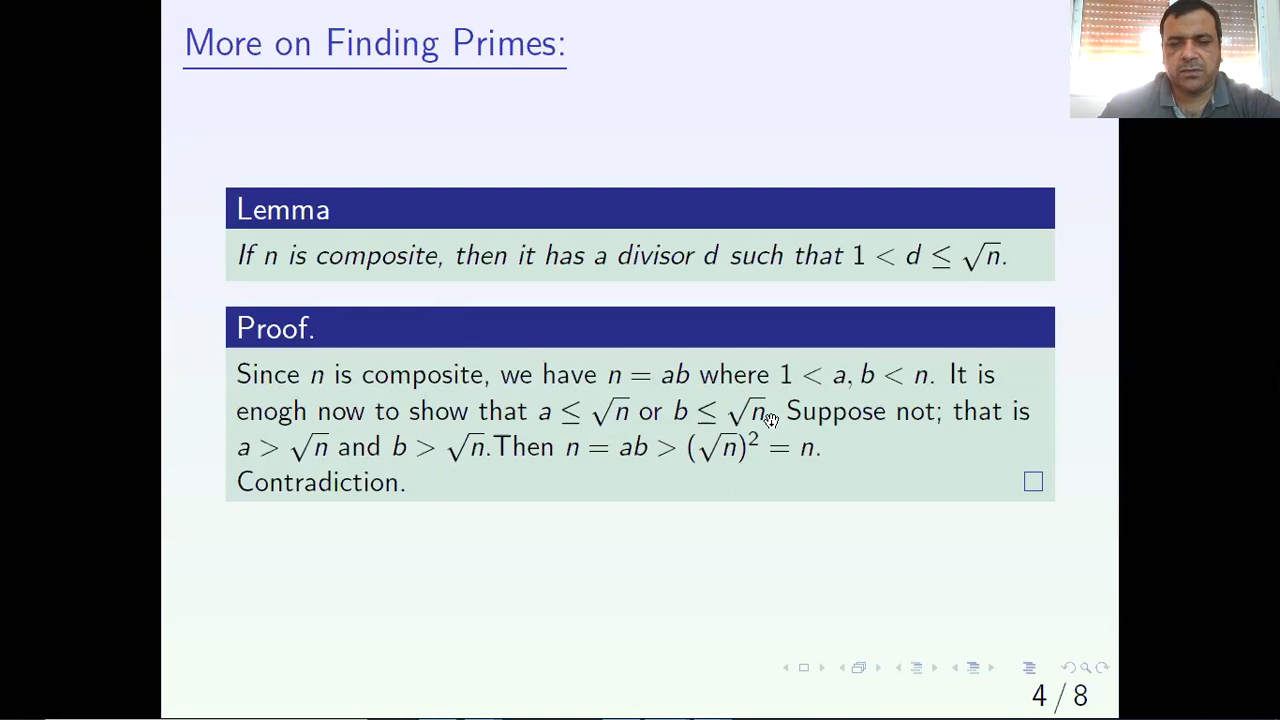 More on Finding Primes:
Lemma
If n is composite, then it has a divisor d such that 1 < d ≤ √n.
Proof.
Since n is composite, we have n = ab where 1 < a, b < n. It is
enogh now to show that a ≤ √n or b ≤ √n. Suppose not; that is
a > √n and b > √n.Then n = ab > (√n)² = n.
Contradiction.
4 / 8